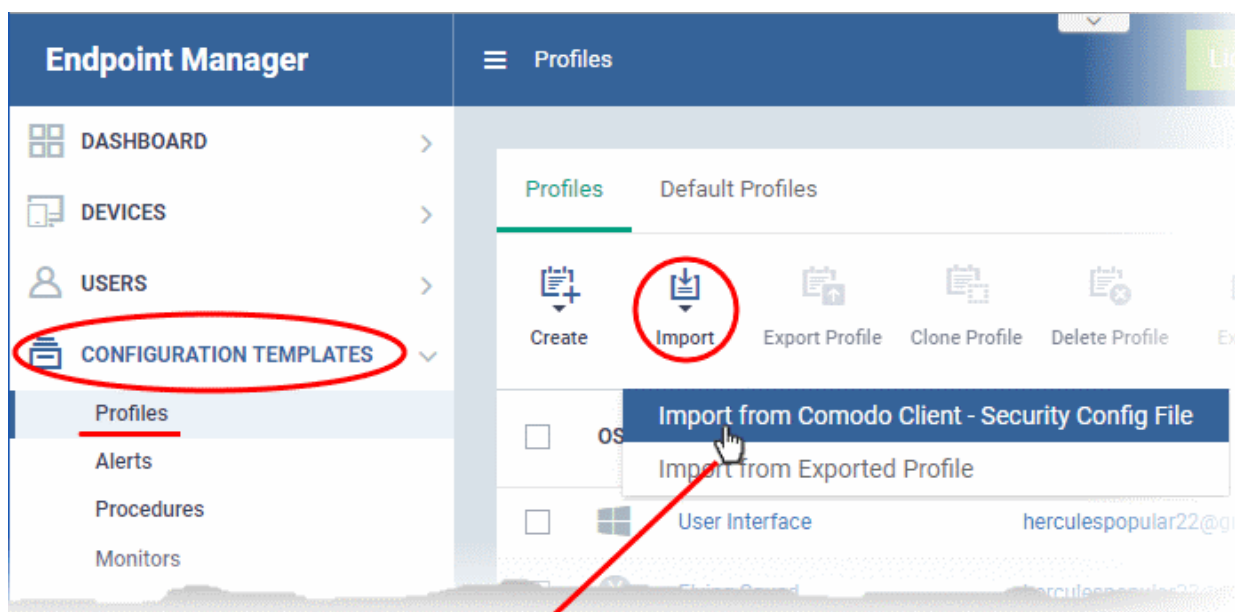 Endpoint Manager
Profiles
DASHBOARD
DEVICES
USERS
CONFIGURATION TEMPLATES
Profiles
Alerts
Procedures
Monitors
Profiles Default Profiles
Create Import Export Profile Clone Profile Delete Profile
OS
Import from Comodo Client - Security Config File
Import from Exported Profile
User Interface herculespopular22@g